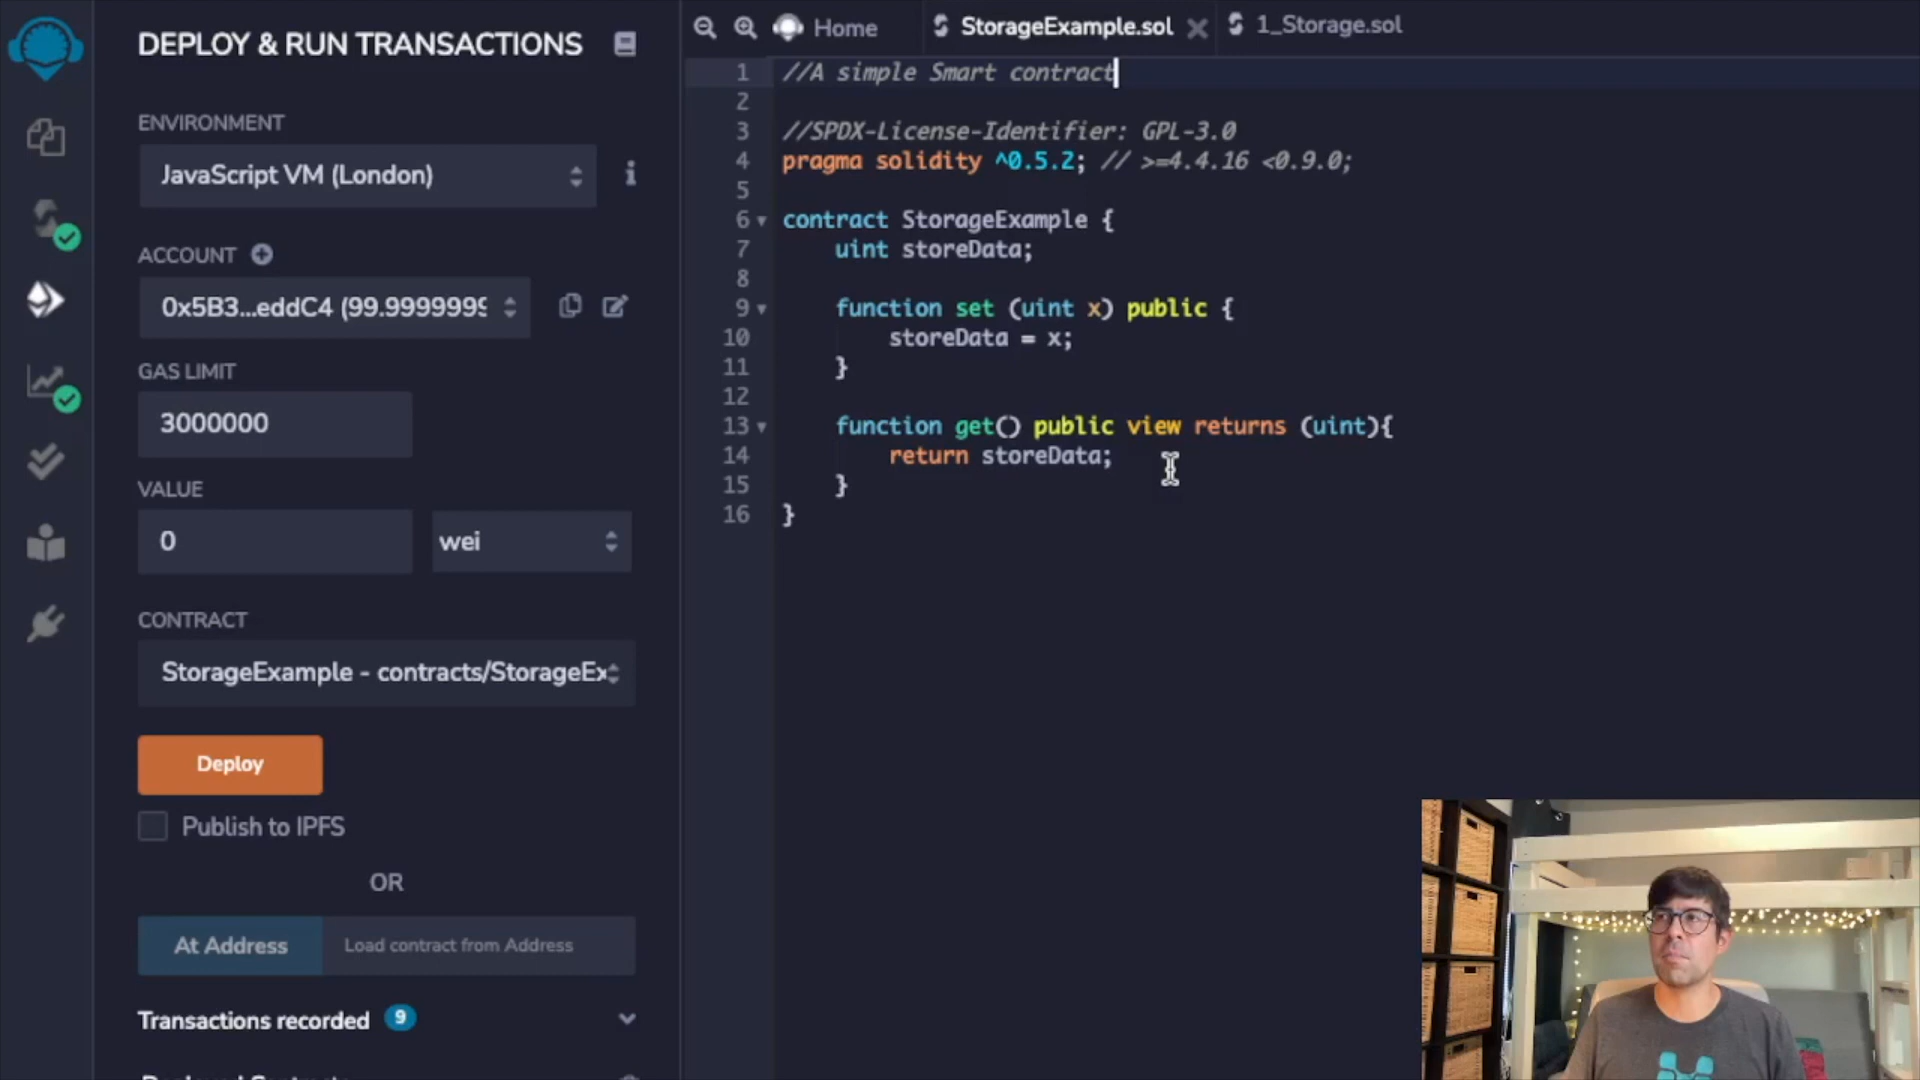 DEPLOY & RUN TRANSACTIONS
ENVIRONMENT
JavaScript VM (London)
ACCOUNT
0x5B3...eddC4 (99.9999999
GAS LIMIT
3000000
VALUE
0
wei
CONTRACT
StorageExample - contracts/StorageEx
Deploy
Publish to IPFS
OR
At Address
Load contract from Address
Transactions recorded 9
Home
StorageExample.sol
1_Storage.sol
1 //A simple Smart contract
2
3 //SPDX-License-Identifier: GPL-3.0
4 pragma solidity ^0.5.2; // >=4.4.16 <0.9.0;
5
6 contract StorageExample {
7 uint storeData;
8
9 function set (uint x) public {
10 storeData = x;
11 }
12
13 function get() public view returns (uint){
14 return storeData;
15 }
16 }